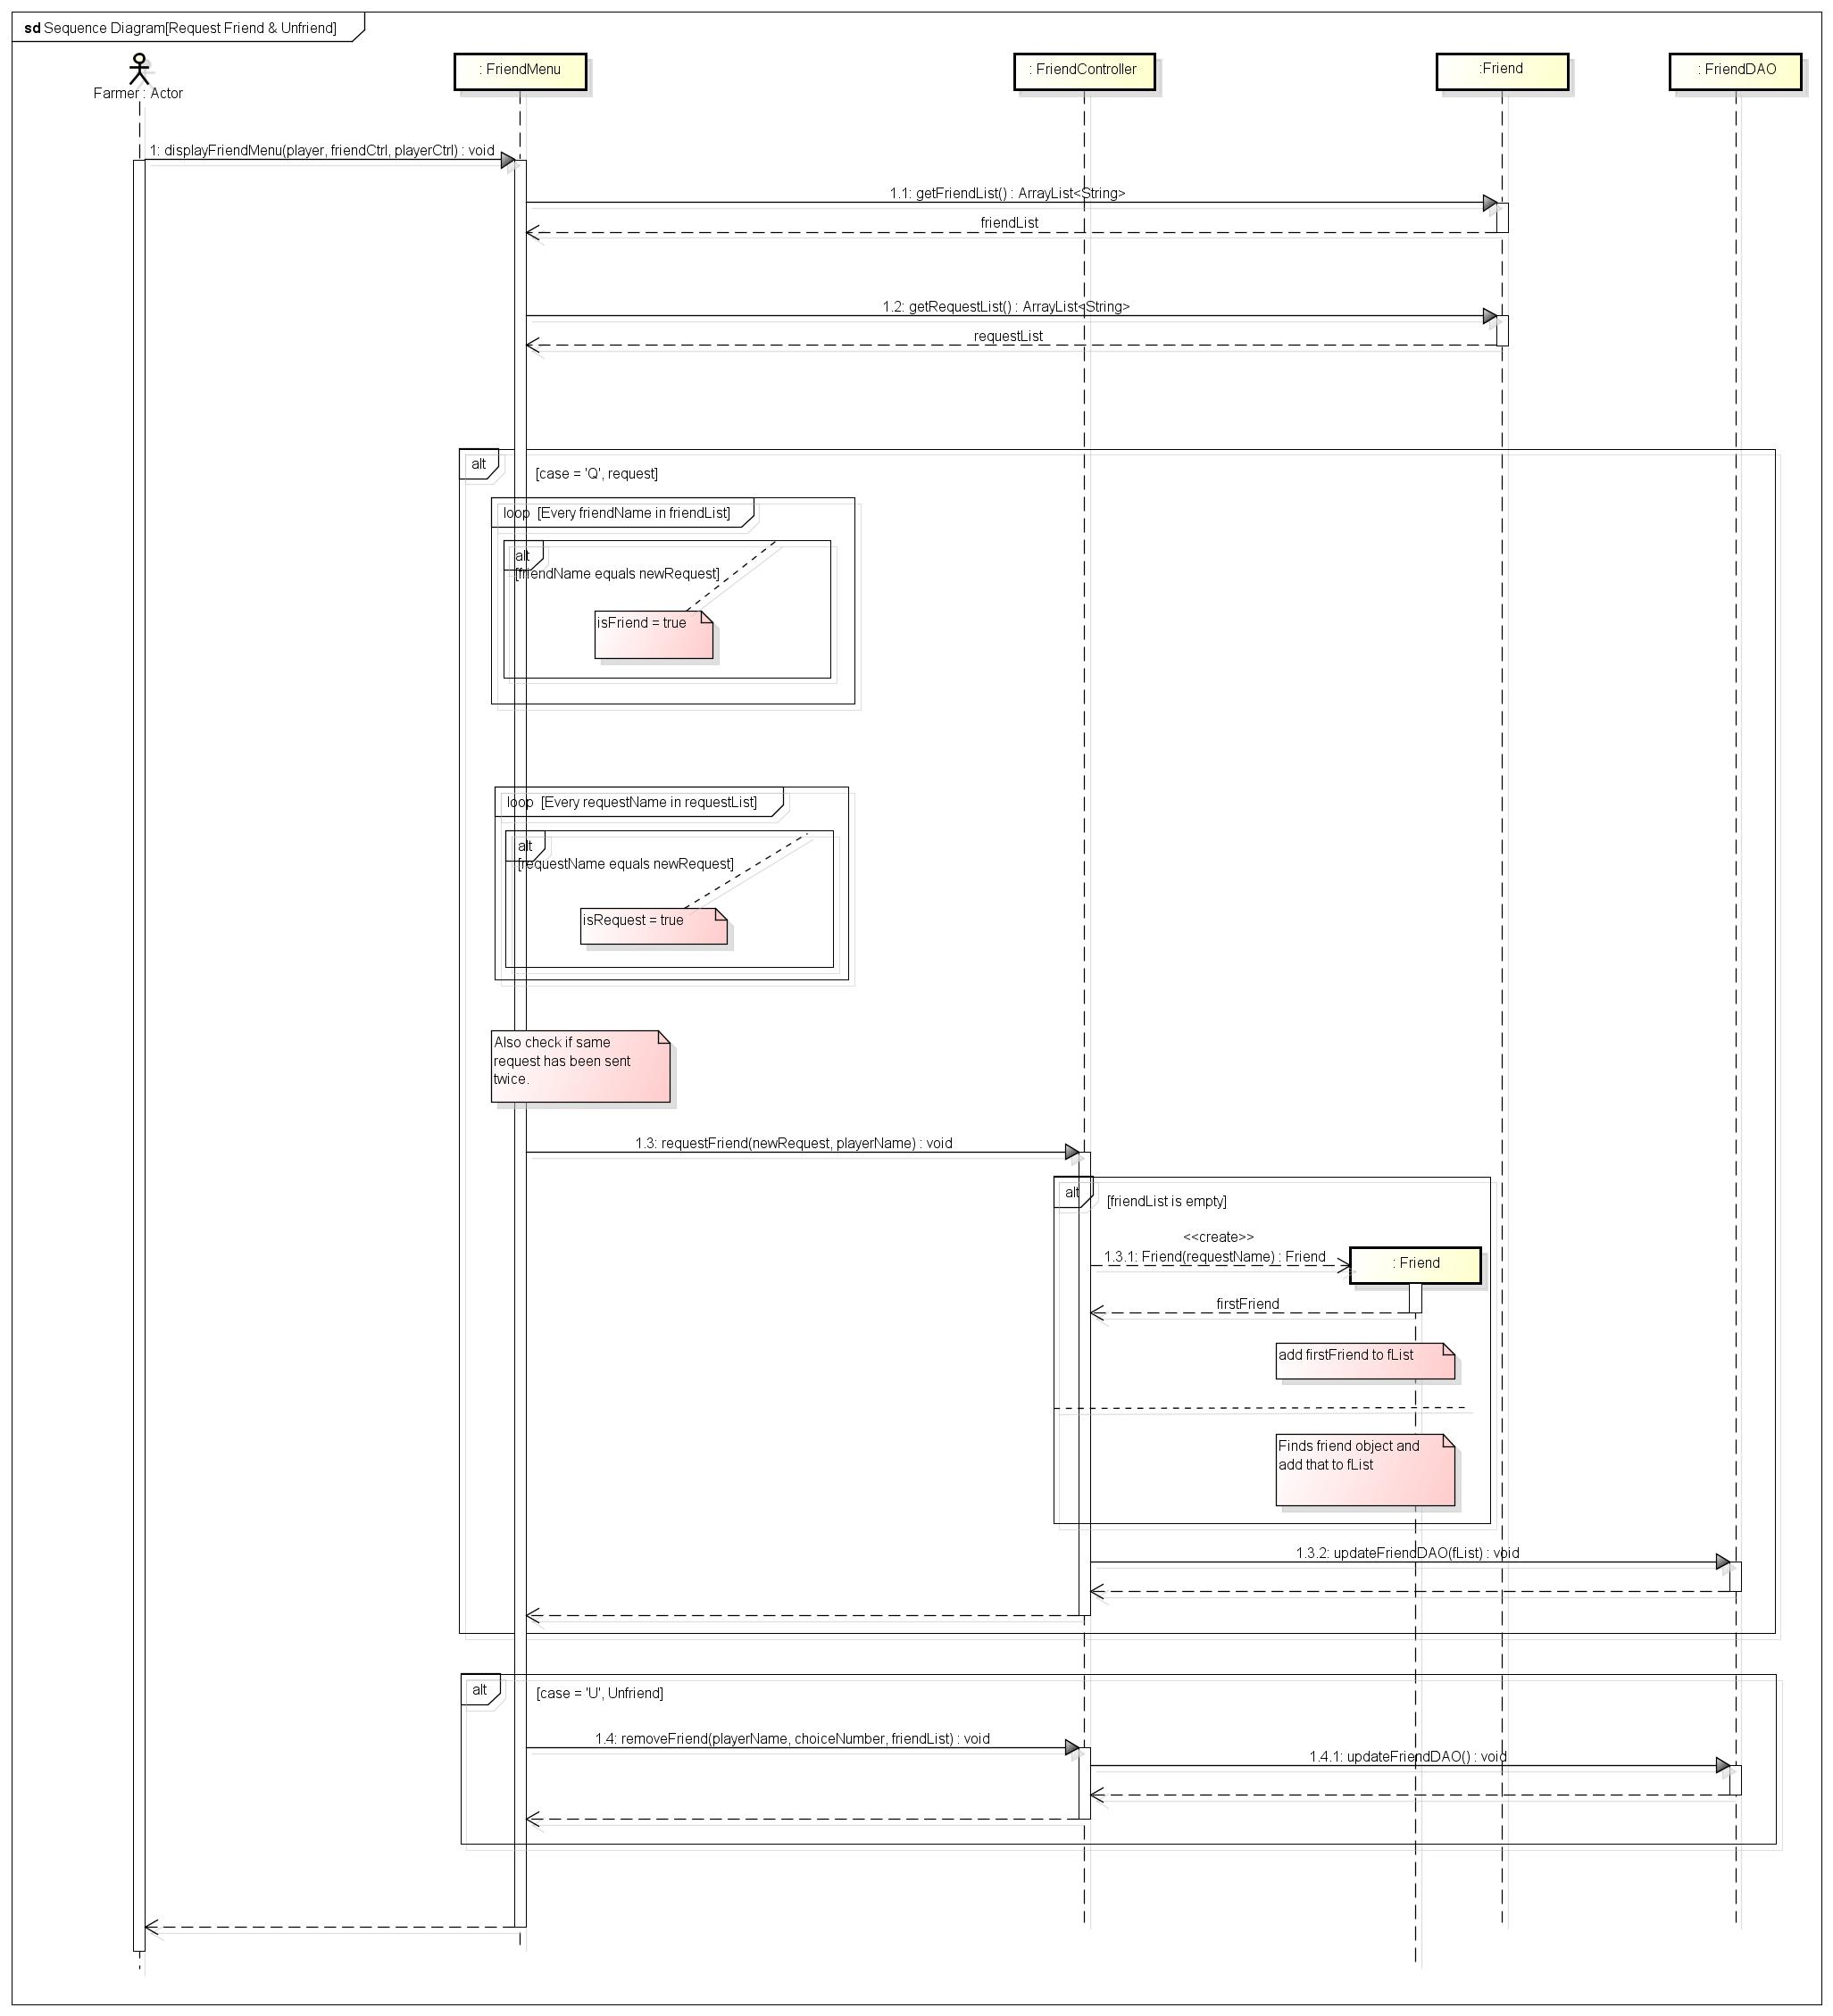 sd Sequence Diagram[Request Friend & Unfriend]
: FriendMenu
: FriendController
:Friend
: FriendDAO
Farmer : Actor
1: displayFriendMenu(player, friendCtrl, playerCtrl) : void
1.1: getFriendList() : ArrayList<String>
friendList
1.2: getRequestList() : ArrayList<String>
requestList
alt
[case = 'Q', request]
loop [Every friendName in friendList]
alt
[friendName equals newRequest]
isFriend = true
loop [Every requestName in requestList]
alt
[requestName equals newRequest]
isRequest = true
Also check if same
request has been sent
twice.
1.3: requestFriend(newRequest, playerName) : void
alt
[friendList is empty]
<<create>>
1.3.1: Friend(requestName) : Friend
: Friend
firstFriend
add firstFriend to fList
Finds friend object and
add that to fList
1.3.2: updateFriendDAO(fList) : void
alt
[case = 'U', Unfriend]
1.4: removeFriend(playerName, choiceNumber, friendList) : void
1.4.1: updateFriendDAO() : void